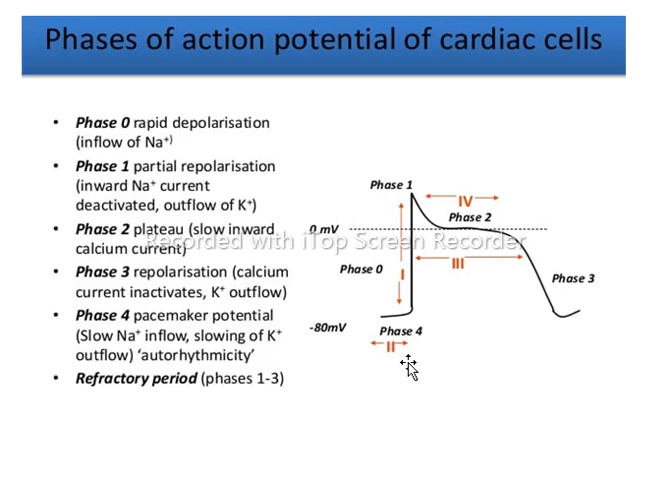 Phases of action potential of cardiac cells
• Phase 0 rapid depolarisation
(inflow of Na+)
• Phase 1 partial repolarisation
(inward Na+ current
deactivated, outflow of K+)
• Phase 2 plateau (slow inward
calcium current)
• Phase 3 repolarisation (calcium
current inactivates, K+ outflow)
• Phase 4 pacemaker potential
(Slow Na+ inflow, slowing of K+
outflow) ‘autorhythmicity’
• Refractory period (phases 1-3)
Phase 1
IV
Phase 2
0 mV
Recorded with iTop Screen Recorder
III
Phase 0
I
Phase 3
-80mV
Phase 4
II